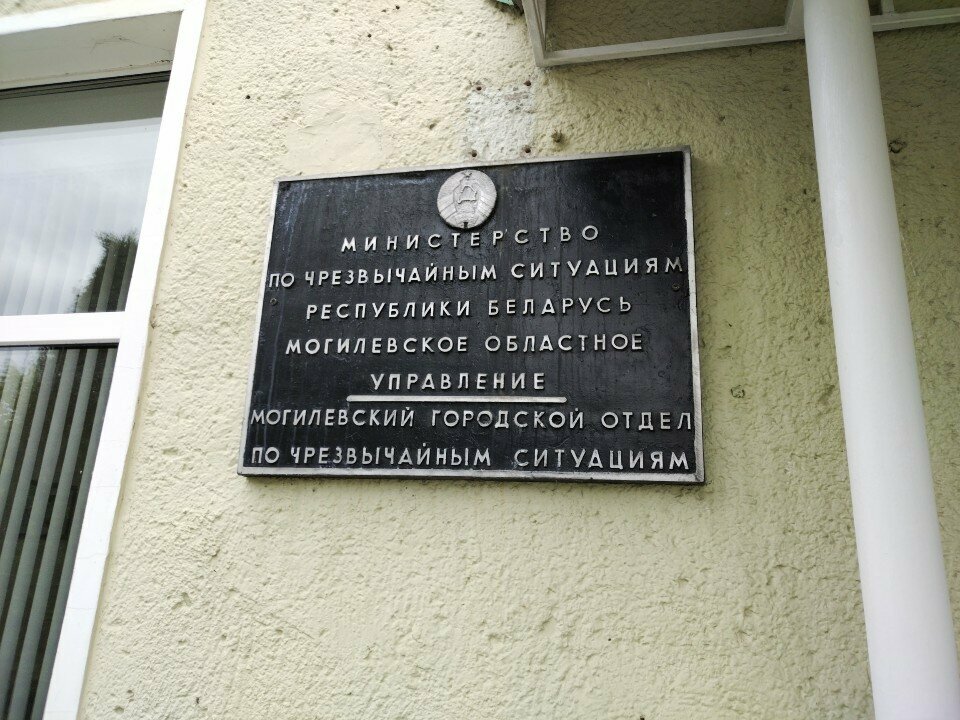 МИНИСТЕРСТВО
ПО ЧРЕЗВЫЧАЙНЫМ СИТУАЦИЯМ
РЕСПУБЛИКИ БЕЛАРУСЬ
МОГИЛЕВСКОЕ ОБЛАСТНОЕ
УПРАВЛЕНИЕ
МОГИЛЕВСКИЙ ГОРОДСКОЙ ОТДЕЛ
ПО ЧРЕЗВЫЧАЙНЫМ СИТУАЦИЯМ